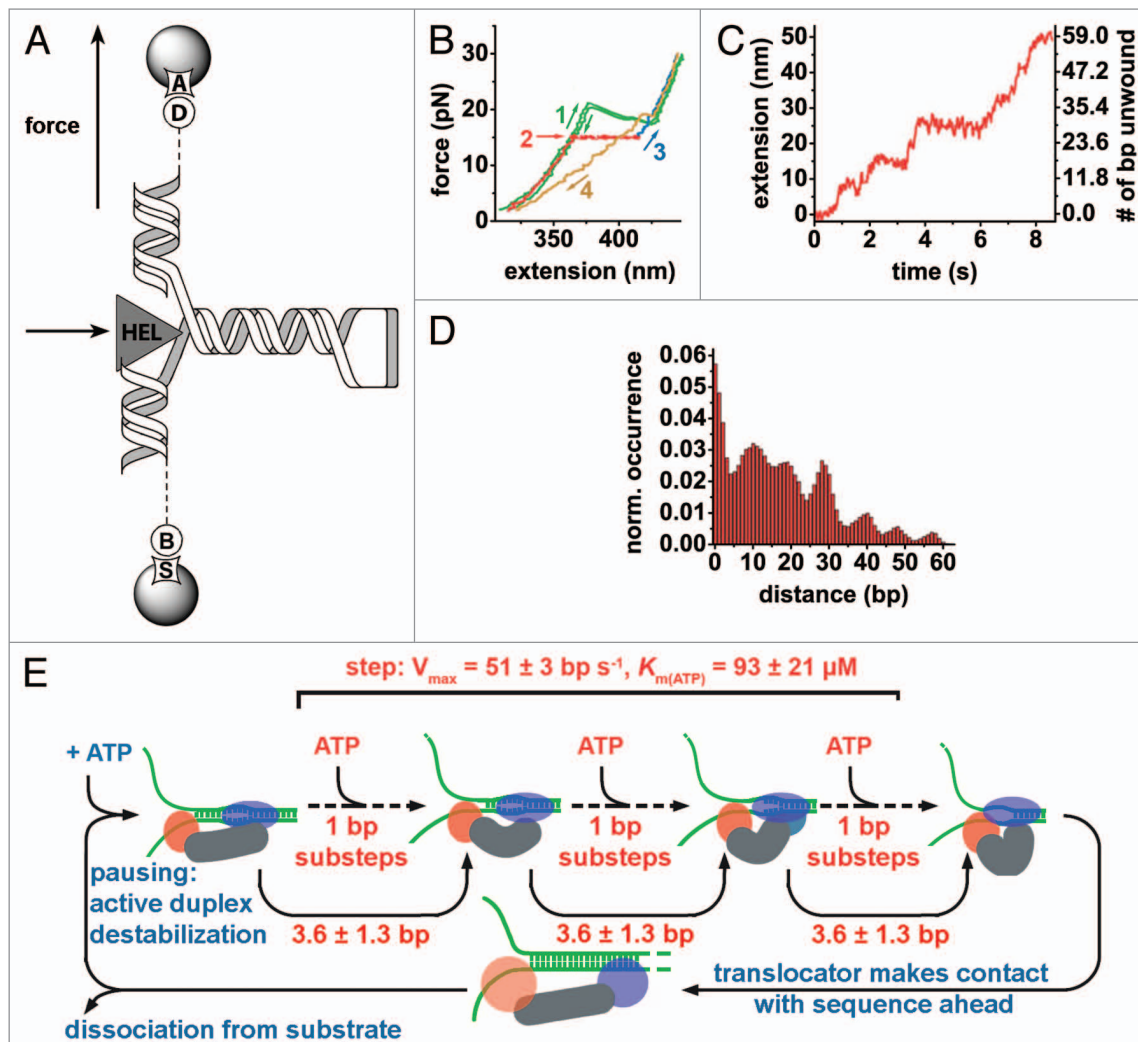 A
A
D
force
HEL
B
S
B
30
20
10
0
force (pN)
1
2
3
4
350
400
extension (nm)
C
50
40
30
20
10
0
extension (nm)
59.0
47.2
35.4
23.6
11.8
0.0
# of bp unwound
0
2
4
6
8
time (s)
D
0.06
0.05
0.04
0.03
0.02
0.01
0.00
norm. occurrence
0 10 20 30 40 50 60
distance (bp)
E
step: Vmax = 51 ± 3 bp s⁻¹, Km(ATP) = 93 ± 21 µM
+ ATP
ATP
ATP
ATP
1 bp
substeps
1 bp
substeps
1 bp
substeps
pausing:
active duplex
destabilization
3.6 ± 1.3 bp
3.6 ± 1.3 bp
3.6 ± 1.3 bp
translocator makes contact
with sequence ahead
dissociation from substrate